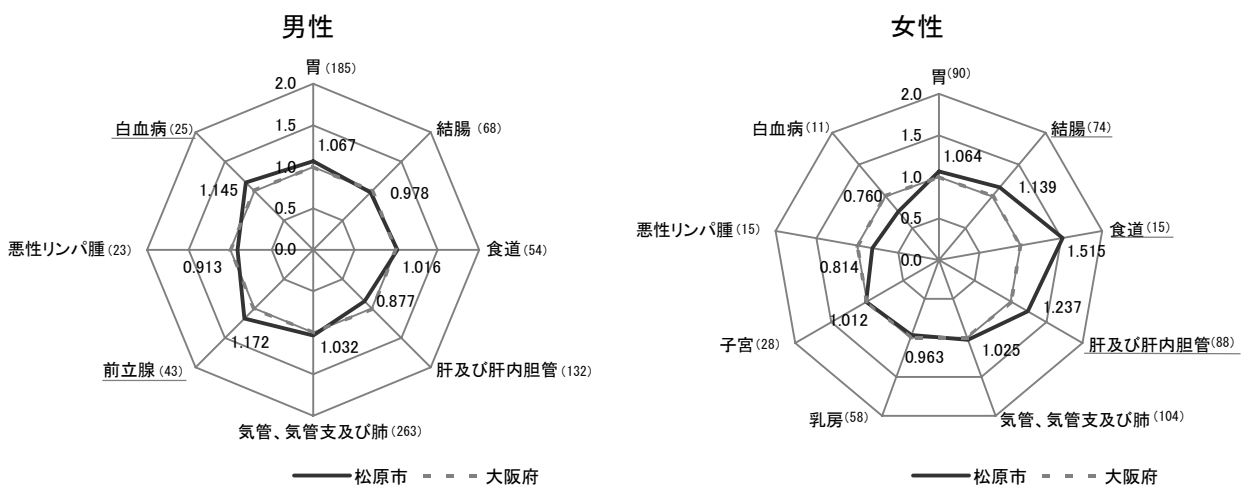 男性
胃(185)
2.0
白血病(25)
結腸(68)
1.5
1.067
1.0
1.145
0.978
0.5
悪性リンパ腫(23)
0.0
食道(54)
0.913
1.016
0.877
1.172
1.032
前立腺(43)
肝及び肝内胆管(132)
気管、気管支及び肺(263)
松原市 大阪府
女性
胃(90)
2.0
白血病(11)
結腸(74)
1.5
1.064
1.0
1.139
0.760
0.5
悪性リンパ腫(15)
食道(15)
1.515
0.0
0.814
1.237
1.012
1.025
子宮(28)
0.963
肝及び肝内胆管(88)
乳房(58)
気管、気管支及び肺(104)
松原市 大阪府